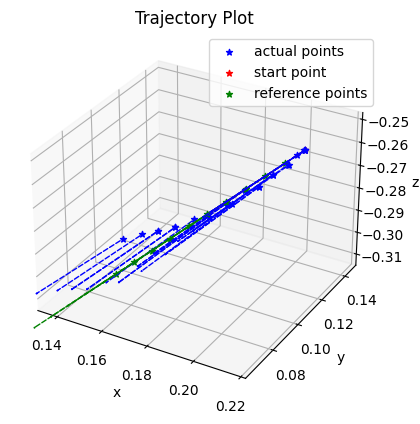 Trajectory Plot
actual points
start point
reference points
−0.25
−0.26
−0.27
−0.28
−0.29
−0.30
−0.31
z
0.14
0.12
0.10
0.08
y
0.14
0.16
0.18
0.20
0.22
x